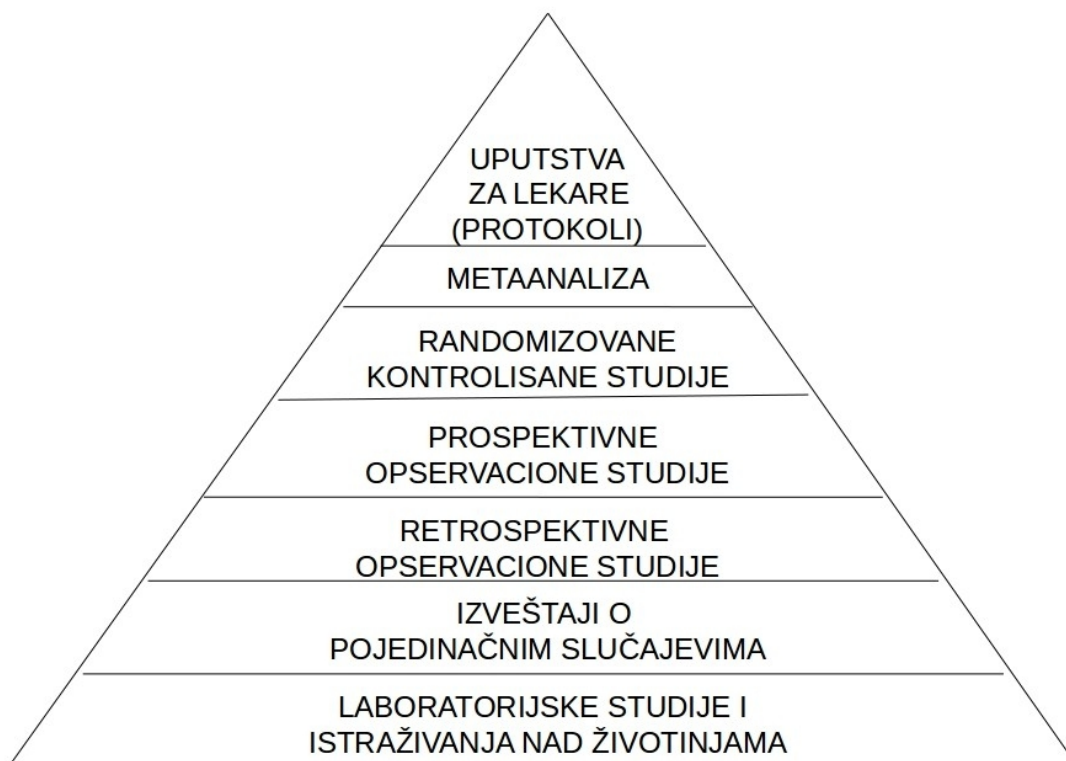 UPUTSTVA
ZA LEKARE
(PROTOKOLI)
METAANALIZA
RANDOMIZOVANE
KONTROLISANE STUDIJE
PROSPEKTIVNE
OPSERVACIONE STUDIJE
RETROSPEKTIVNE
OPSERVACIONE STUDIJE
IZVEŠTAJI O
POJEDINAČNIM SLUČAJEVIMA
LABORATORIJSKE STUDIJE I
ISTRAŽIVANJA NAD ŽIVOTINJAMA